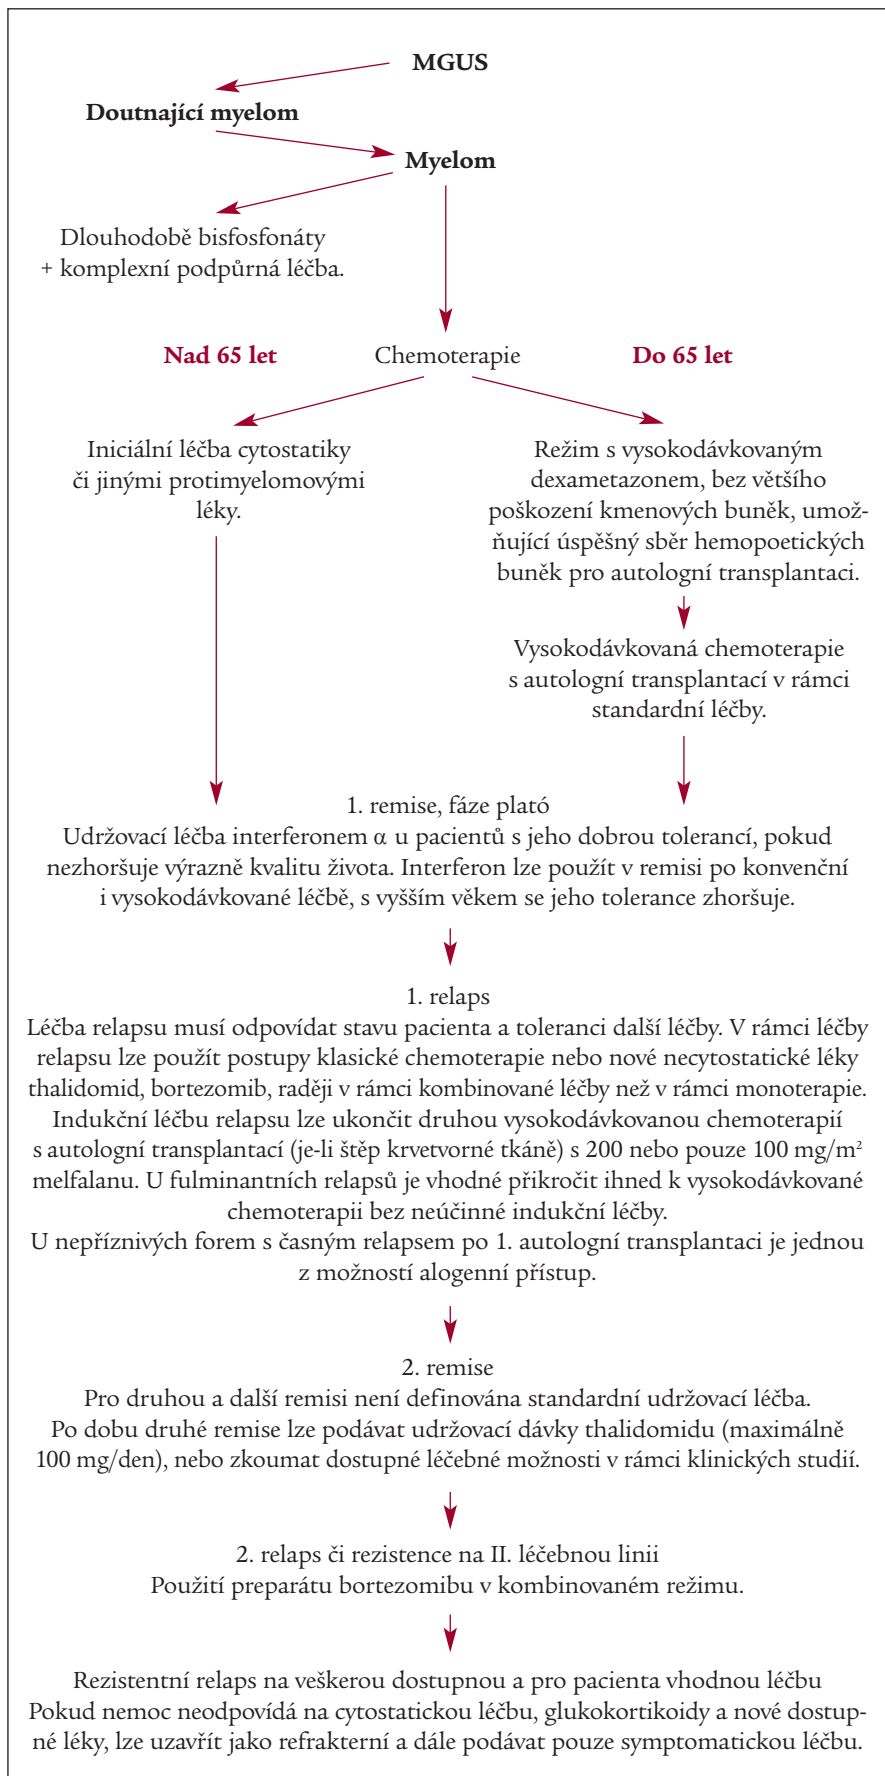 MGUS
Doutnající myelom
Myelom
Dlouhodobě bisfosfonáty
+ komplexní podpůrná léčba.
Nad 65 let
Chemoterapie
Do 65 let
Iniciální léčba cytostatiky
či jinými protimyelomovými
léky.
Režim s vysokodávkovaným
dexametazonem, bez většího
poškození kmenových buněk, umož-
ňující úspěšný sběr hemopoetických
buněk pro autologní transplantaci.
Vysokodávkovaná chemoterapie
s autologní transplantací v rámci
standardní léčby.
1. remise, fáze plató
Udržovací léčba interferonem α u pacientů s jeho dobrou tolerancí, pokud
nezhoršuje výrazně kvalitu života. Interferon lze použít v remisi po konvenční
i vysokodávkované léčbě, s vyšším věkem se jeho tolerance zhoršuje.
1. relaps
Léčba relapsu musí odpovídat stavu pacienta a toleranci další léčby. V rámci léčby
relapsu lze použít postupy klasické chemoterapie nebo nové necytostatické léky
thalidomid, bortezomib, raději v rámci kombinované léčby než v rámci monoterapie.
Indukční léčbu relapsu lze ukončit druhou vysokodávkovanou chemoterapií
s autologní transplantací (je-li štěp krvetvorné tkáně) s 200 nebo pouze 100 mg/m²
melfalanu. U fulminantních relapsů je vhodné přikročit ihned k vysokodávkované
chemoterapii bez neúčinné indukční léčby.
U nepříznivých forem s časným relapsem po 1. autologní transplantaci je jednou
z možností alogenní přístup.
2. remise
Pro druhou a další remisi není definována standardní udržovací léčba.
Po dobu druhé remise lze podávat udržovací dávky thalidomidu (maximálně
100 mg/den), nebo zkoumat dostupné léčebné možnosti v rámci klinických studií.
2. relaps či rezistence na II. léčebnou linii
Použití preparátu bortezomibu v kombinovaném režimu.
Rezistentní relaps na veškerou dostupnou a pro pacienta vhodnou léčbu
Pokud nemoc neodpovídá na cytostatickou léčbu, glukokortikoidy a nové dostup-
né léky, lze uzavřít jako refrakterní a dále podávat pouze symptomatickou léčbu.